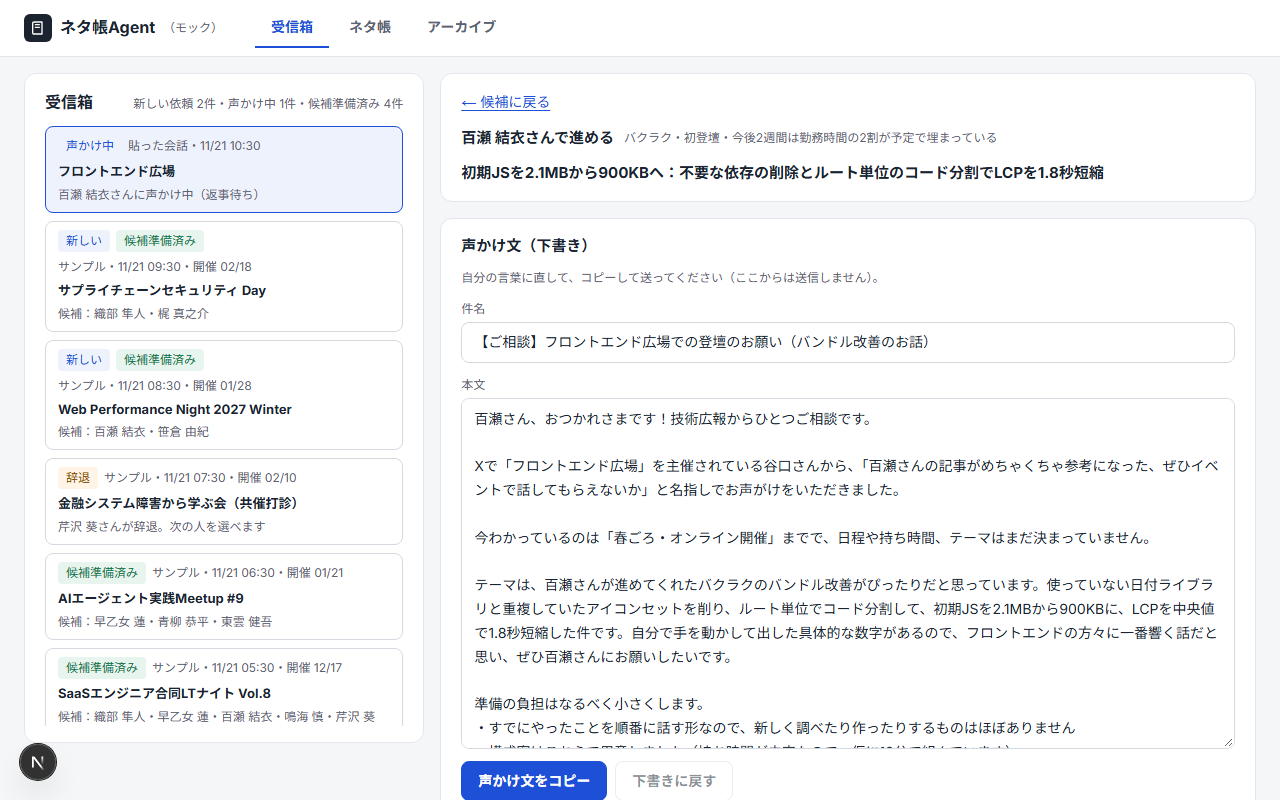 ネタ帳Agent （モック） 受信箱 ネタ帳 アーカイブ
受信箱 新しい依頼 2件・声かけ中 1件・候補準備済み 4件
声かけ中 貼った会話・11/21 10:30
フロントエンド広場
百瀬 結衣さんに声かけ中（返事待ち）
新しい 候補準備済み
サンプル・11/21 09:30・開催 02/18
サプライチェーンセキュリティ Day
候補：織部 隼人・梶 真之介
新しい 候補準備済み
サンプル・11/21 08:30・開催 01/28
Web Performance Night 2027 Winter
候補：百瀬 結衣・笹倉 由紀
辞退 サンプル・11/21 07:30・開催 02/10
金融システム障害から学ぶ会（共催打診）
芹沢 葵さんが辞退。次の人を選べます
候補準備済み サンプル・11/21 06:30・開催 01/21
AIエージェント実践Meetup #9
候補：早乙女 蓮・青柳 恭平・東雲 健吾
候補準備済み サンプル・11/21 05:30・開催 12/17
SaaSエンジニア合同LTナイト Vol.8
候補：織部 隼人・早乙女 蓮・百瀬 結衣・鳴海 慎・芹沢 葵
N
← 候補に戻る
百瀬 結衣さんで進める バクラク・初登壇・今後2週間は勤務時間の2割が予定で埋まっている
初期JSを2.1MBから900KBへ：不要な依存の削除とルート単位のコード分割でLCPを1.8秒短縮
声かけ文（下書き）
自分の言葉に直して、コピーして送ってください（ここからは送信しません）。
件名
【ご相談】フロントエンド広場での登壇のお願い（バンドル改善のお話）
本文
百瀬さん、おつかれさまです！技術広報からひとつご相談です。
Xで「フロントエンド広場」を主催されている谷口さんから、「百瀬さんの記事がめちゃくちゃ参考になった、ぜひイベ
ントで話してもらえないか」と名指しでお声がけをいただきました。
今わかっているのは「春ごろ・オンライン開催」までで、日程や持ち時間、テーマはまだ決まっていません。
テーマは、百瀬さんが進めてくれたバクラクのバンドル改善がぴったりだと思っています。使っていない日付ライブラ
リと重複していたアイコンセットを削り、ルート単位でコード分割して、初期JSを2.1MBから900KBに、LCPを中央値
で1.8秒短縮した件です。自分で手を動かして出した具体的な数字があるので、フロントエンドの方々に一番響く話だと
思い、ぜひ百瀬さんにお願いしたいです。
準備の負担はなるべく小さくします。
・すでにやったことを順番に話す形なので、新しく調べたり作ったりするものはほぼありません
声かけ文をコピー 下書きに戻す